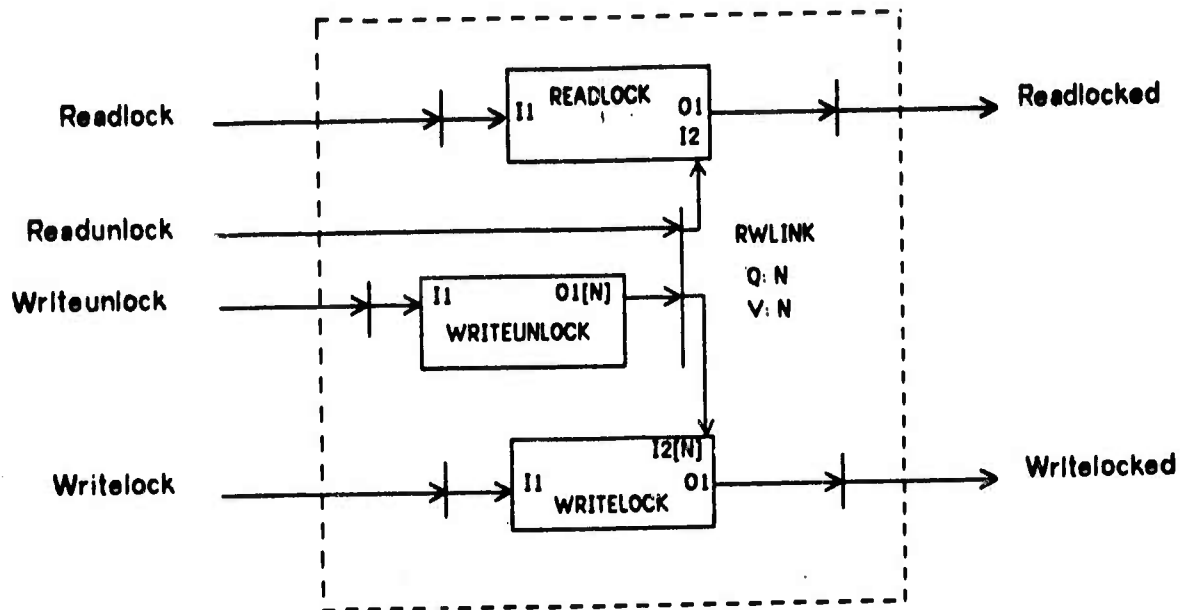 Readlock
I1
READLOCK
O1
I2
Readlocked
Readunlock
RWLINK
Q: N
V: N
Writeunlock
I1
O1[N]
WRITEUNLOCK
Writelock
I1
I2[N]
O1
WRITELOCK
Writelocked